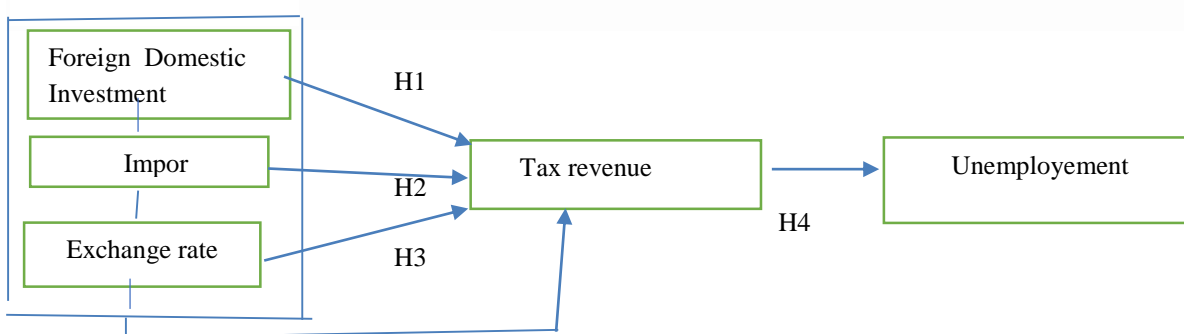 Foreign Domestic
Investment
H1
Impor
Tax revenue
Unemployement
H2
H4
Exchange rate
H3